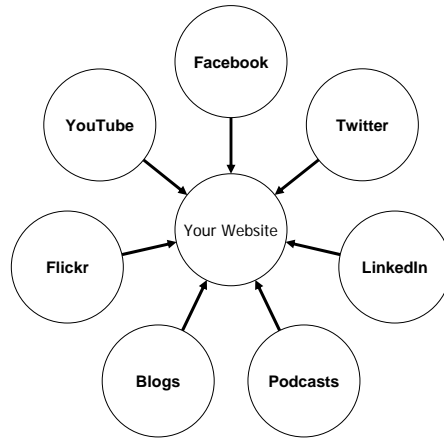 Facebook
YouTube
Twitter
Your Website
Flickr
LinkedIn
Blogs
Podcasts